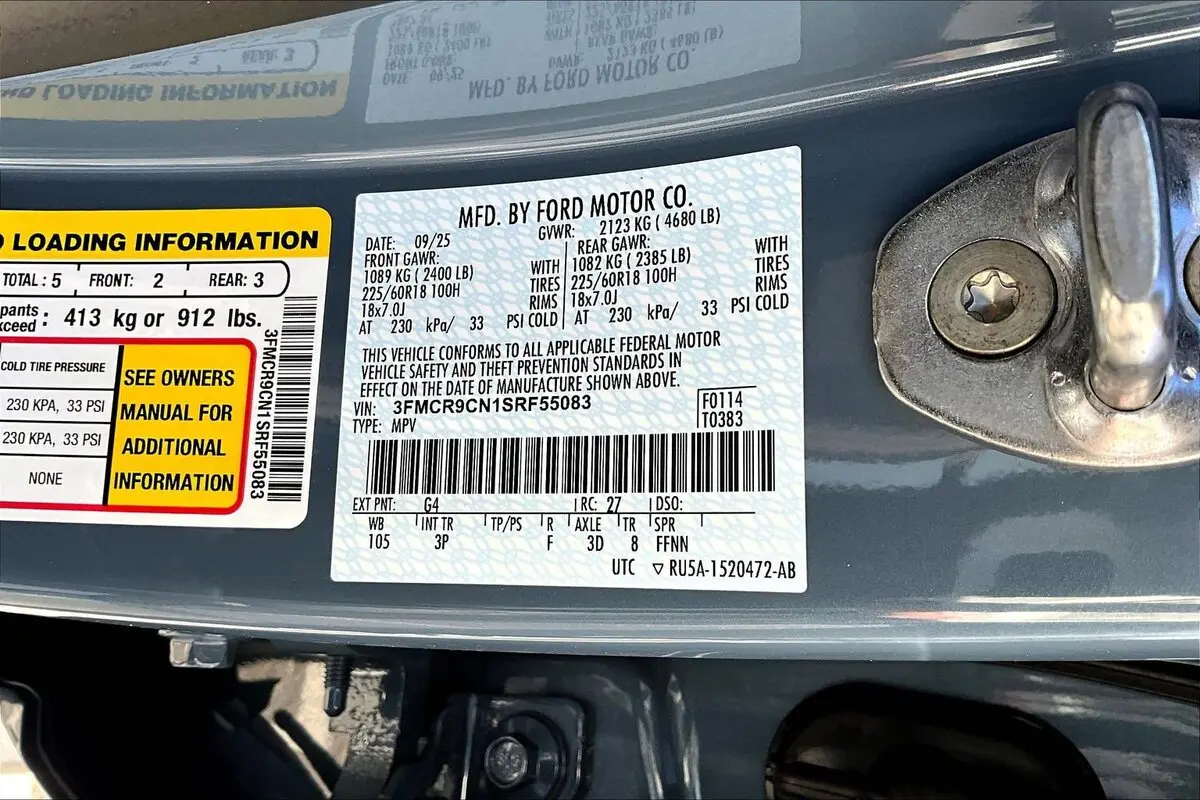 D LOADING INFORMATION
TOTAL : 5 FRONT: 2 REAR: 3
pants
xceed : 413 kg or 912 lbs.
COLD TIRE PRESSURE
230 KPA, 33 PSI
230 KPA, 33 PSI
NONE
SEE OWNERS
MANUAL FOR
ADDITIONAL
INFORMATION
3FMCR9CN1SRF55083
MFD. BY FORD MOTOR CO.
DATE: 09/25 GVWR: 2123 KG ( 4680 LB)
FRONT GAWR:
1089 KG ( 2400 LB) WITH
225/60R18 100H TIRES
18x7.0J RIMS
AT 230 kPa/ 33 PSI COLD
REAR GAWR: WITH
1082 KG ( 2385 LB) TIRES
225/60R18 100H RIMS
18x7.0J
AT 230 kPa/ 33 PSI COLD
THIS VEHICLE CONFORMS TO ALL APPLICABLE FEDERAL MOTOR
VEHICLE SAFETY AND THEFT PREVENTION STANDARDS IN
EFFECT ON THE DATE OF MANUFACTURE SHOWN ABOVE.
VIN: 3FMCR9CN1SRF55083 F0114
TYPE: MPV T0383
EXT PNT: G4 RC: 27 DSO:
WB INT TR TP/PS R AXLE TR SPR
105 3P F 3D 8 FFNN
UTC ▽ RU5A-1520472-AB